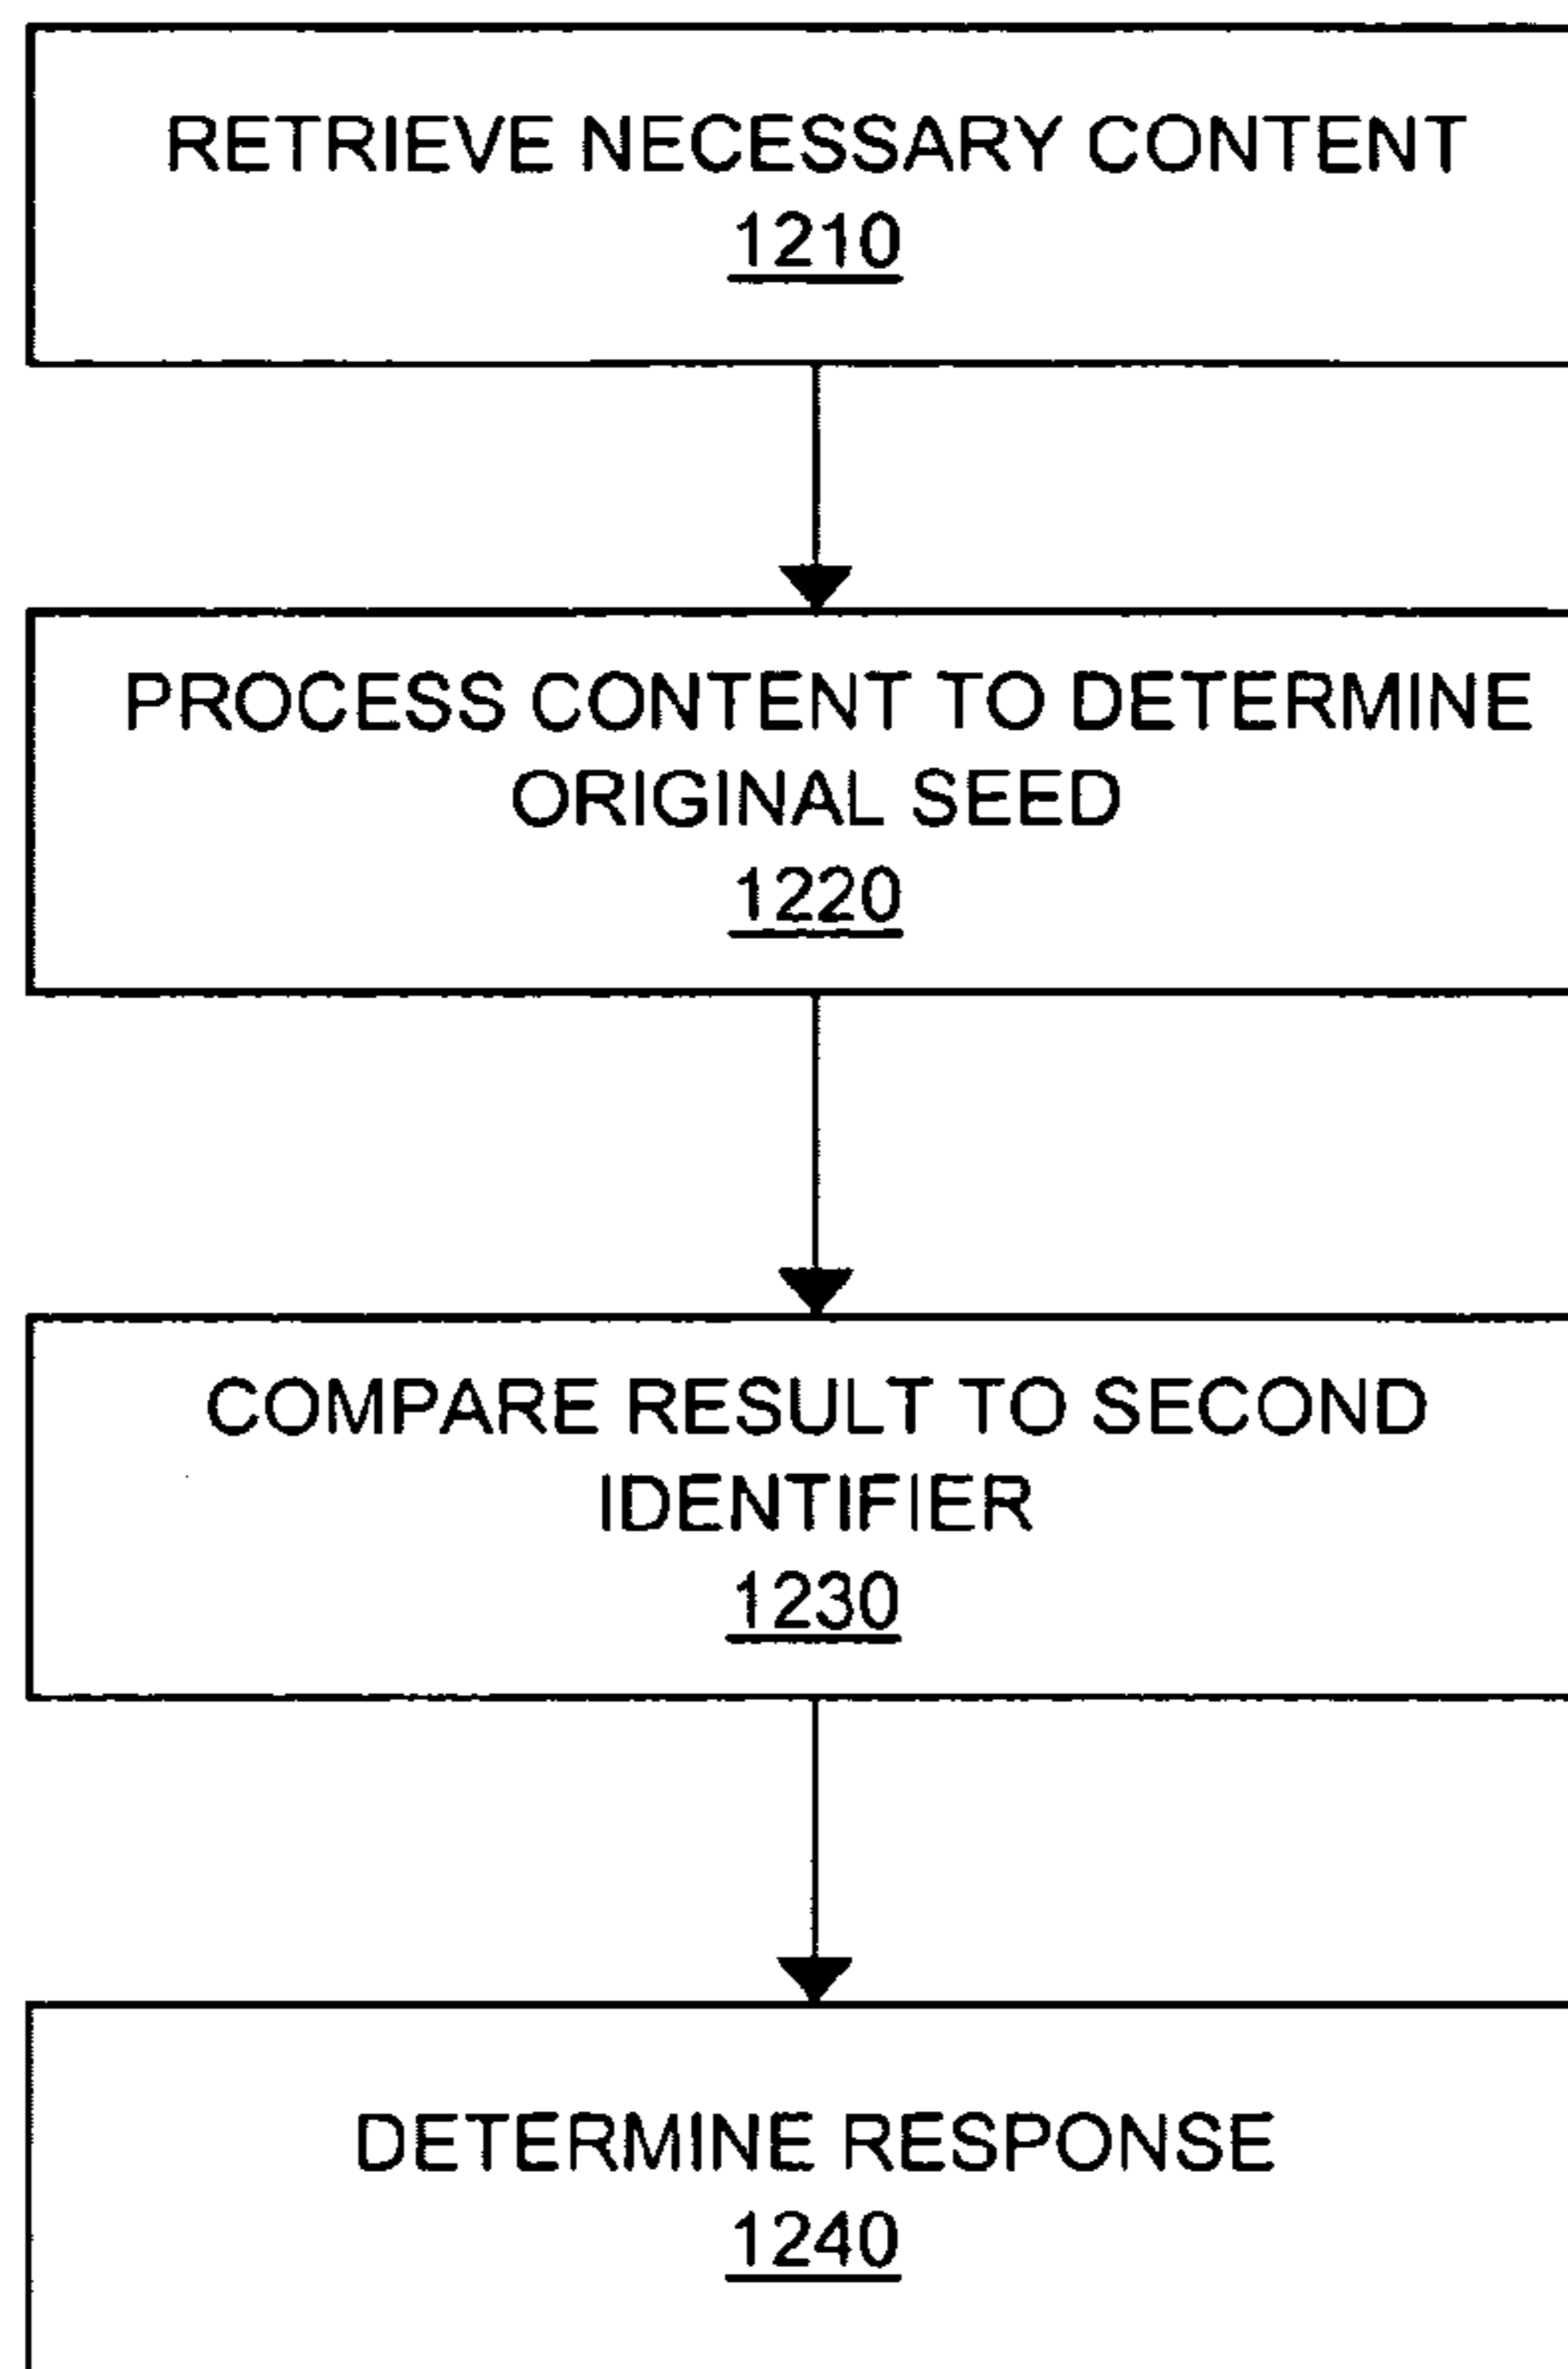 RETRIEVE NECESSARY CONTENT
1210
PROCESS CONTENT TO DETERMINE
ORIGINAL SEED
1220
COMPARE RESULT TO SECOND
IDENTIFIER
1230
DETERMINE RESPONSE
1240